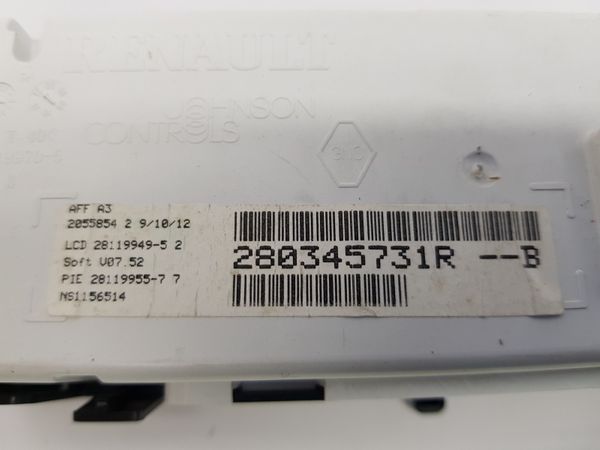 RENAULT
JOHNSON
CONTROLS
AFF A3
2055854 2 9/10/12
LCD 28119949-5 2
Soft V07.52
PIE 28119955-7 7
NS1156514
280345731R --B